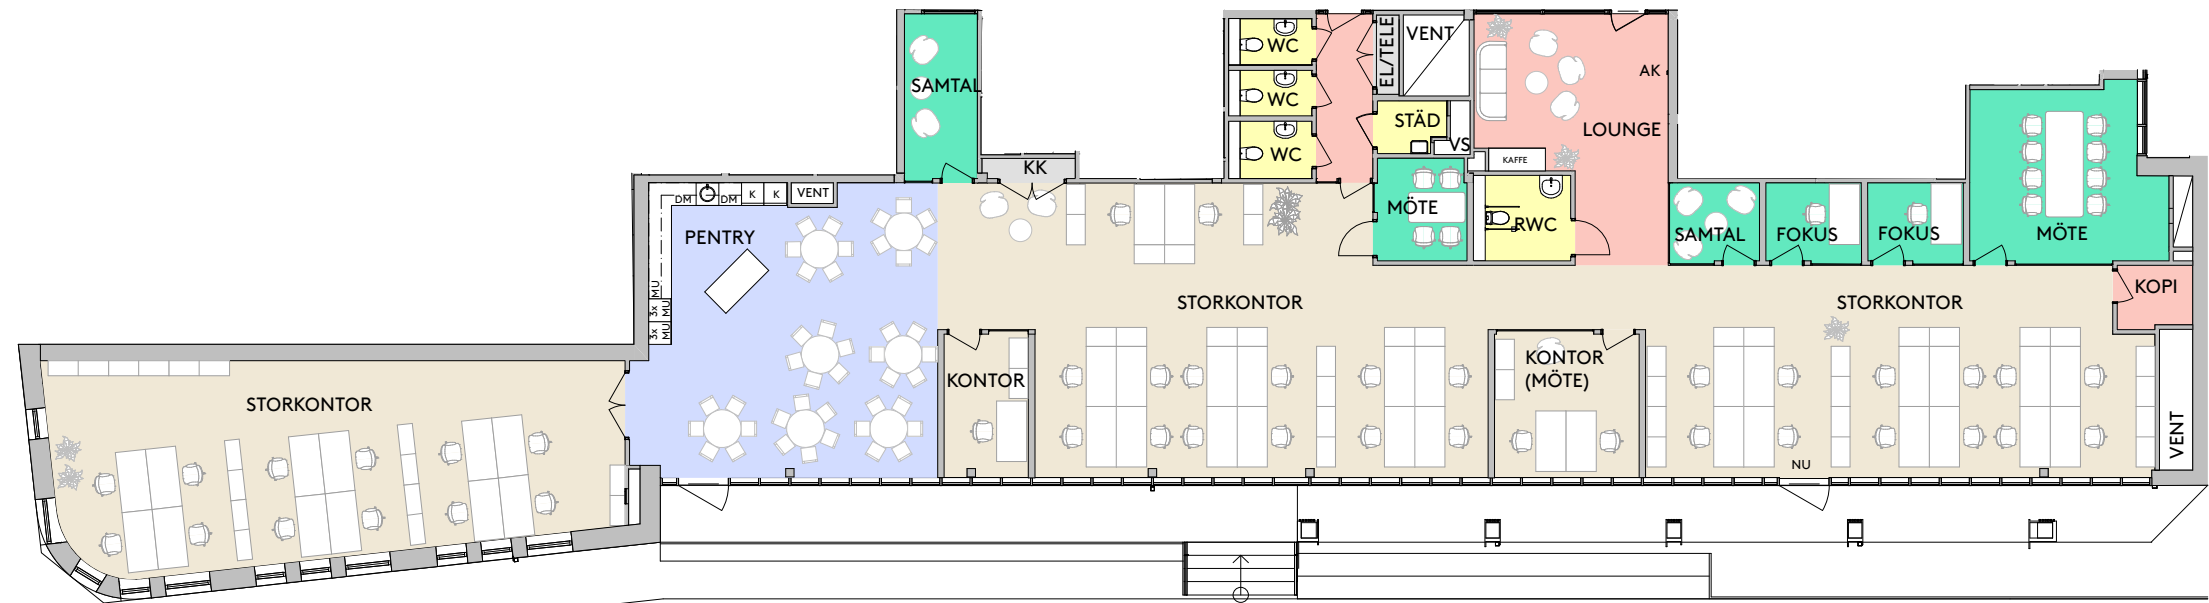 WC
EL/TELE
VENT
SAMTAL
WC
AK
STÄD
LOUNGE
VS
WC
KAFFE
KK
DM
DM
K
K
VENT
MÖTE
RWC
PENTRY
SAMTAL
FOKUS
FOKUS
MÖTE
MU
3x
MU
3x
MU
STORKONTOR
STORKONTOR
KOPI
KONTOR
KONTOR
(MÖTE)
STORKONTOR
VENT
NU